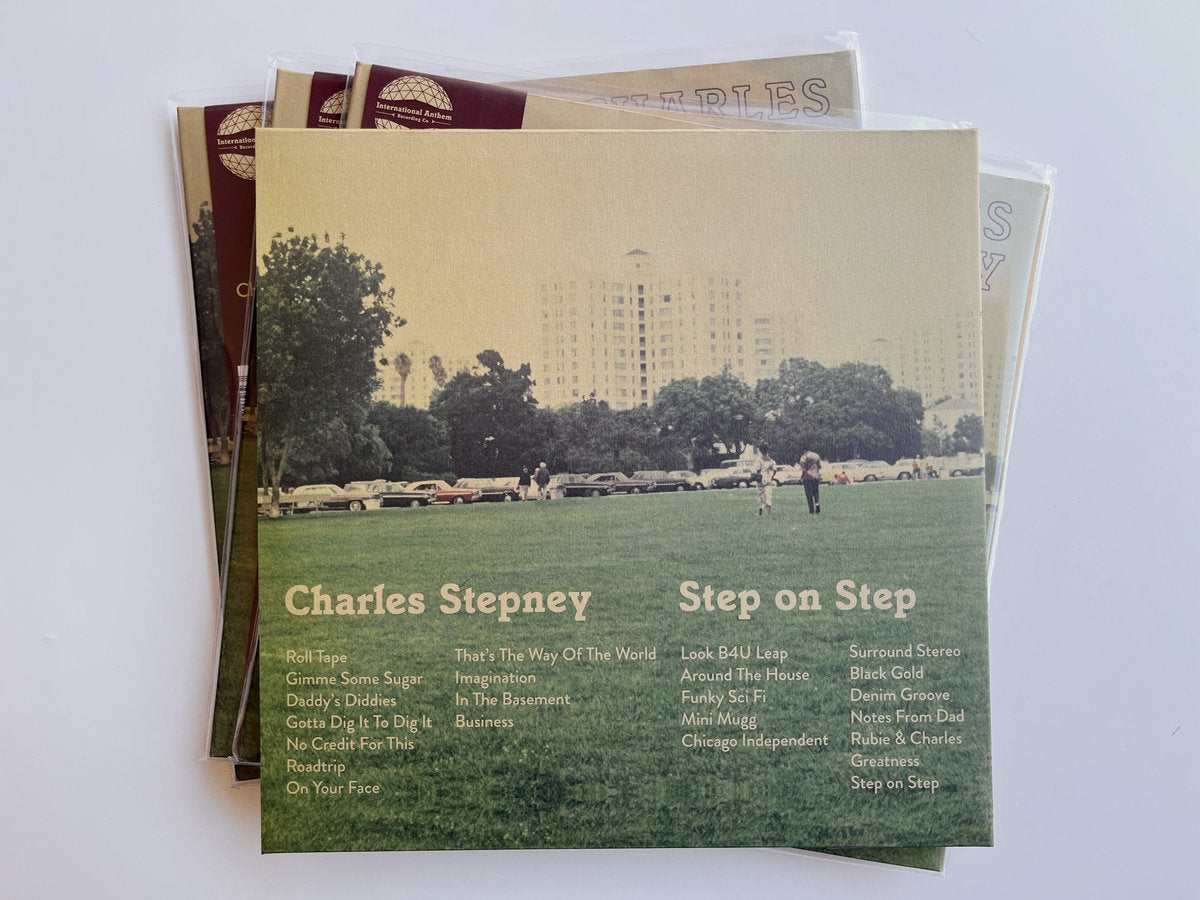 International Anthem
Recording Co.
CHARLES
S
Y
Charles Stepney
Roll Tape
Gimme Some Sugar
Daddy's Diddies
Gotta Dig It To Dig It
No Credit For This
Roadtrip
On Your Face
That's The Way Of The World
Imagination
In The Basement
Business
Step on Step
Look B4U Leap
Around The House
Funky Sci Fi
Mini Mugg
Chicago Independent
Surround Stereo
Black Gold
Denim Groove
Notes From Dad
Rubie & Charles
Greatness
Step on Step